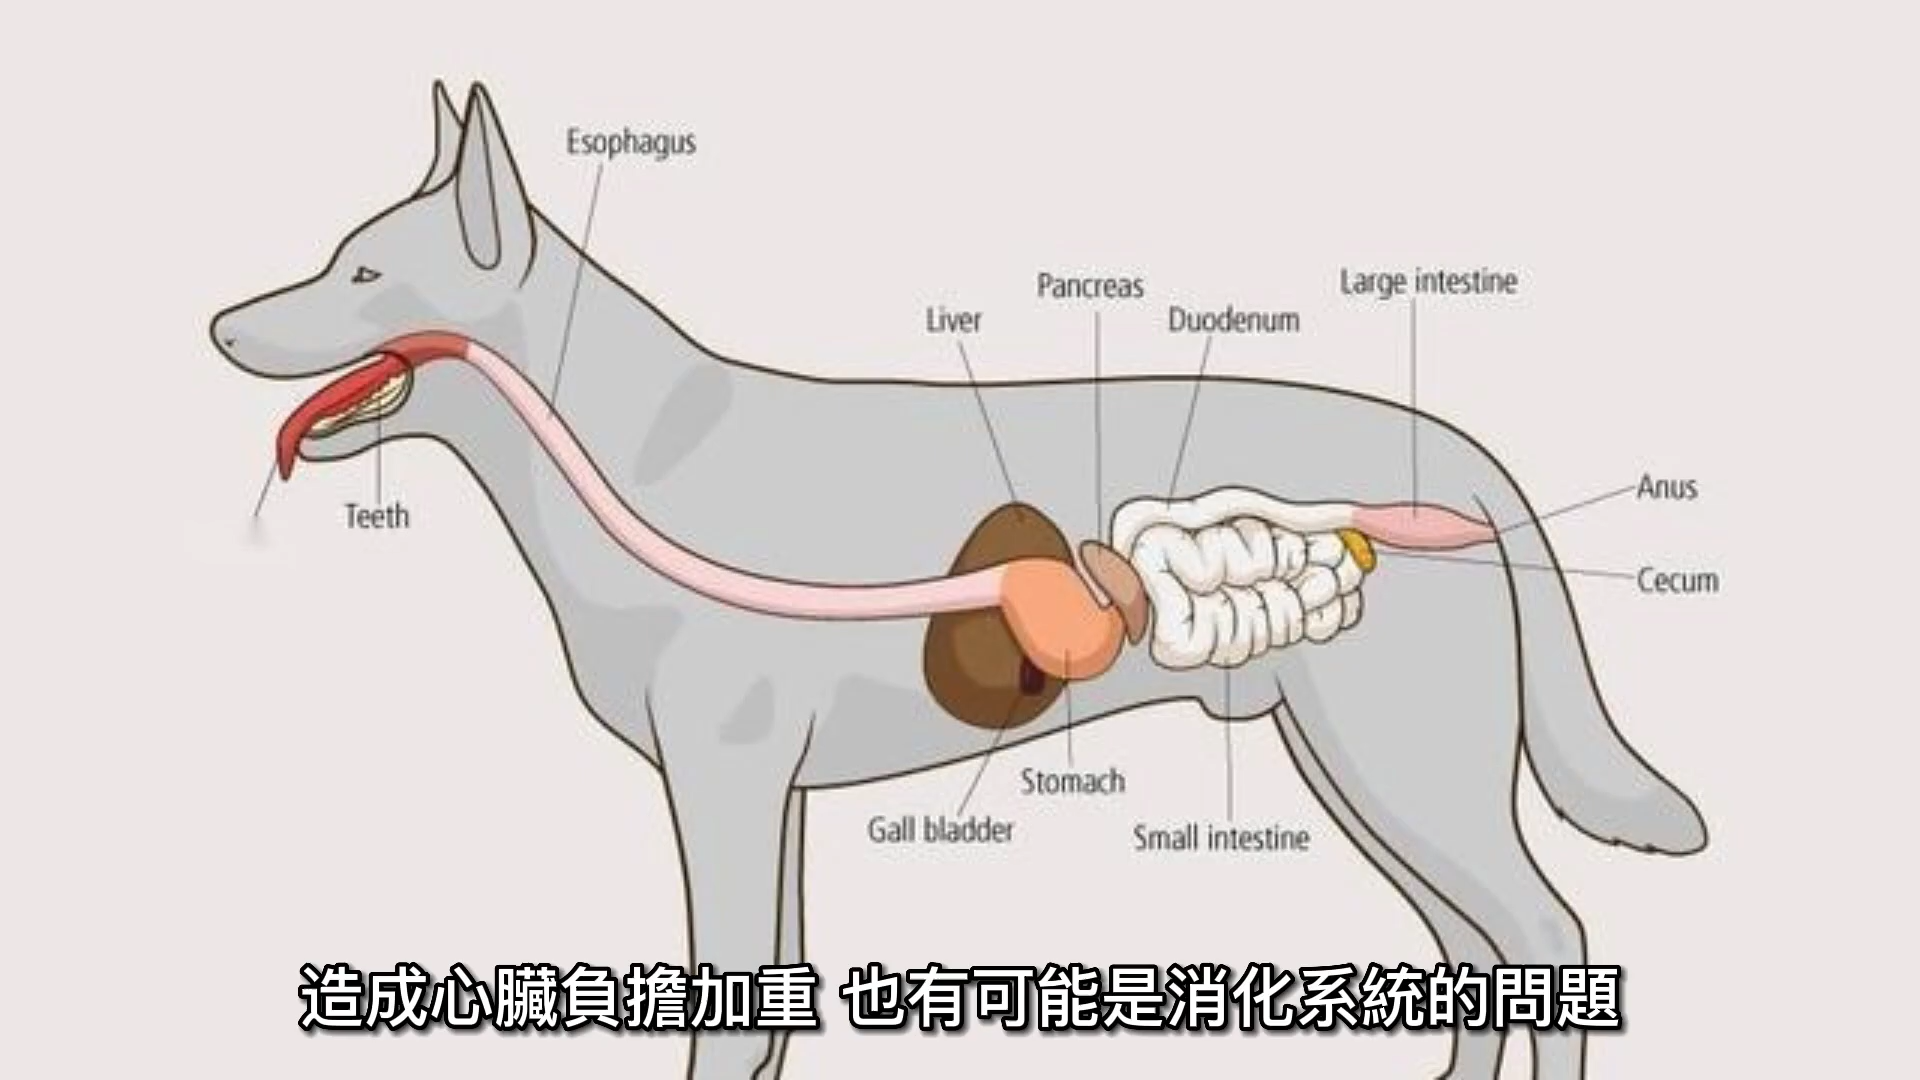 Esophagus
Large intestine
Pancreas
Liver
Duodenum
Anus
Teeth
Cecum
Stomach
Gall bladder
Small intestine
造成心臟負擔加重 也有可能是消化系統的問題